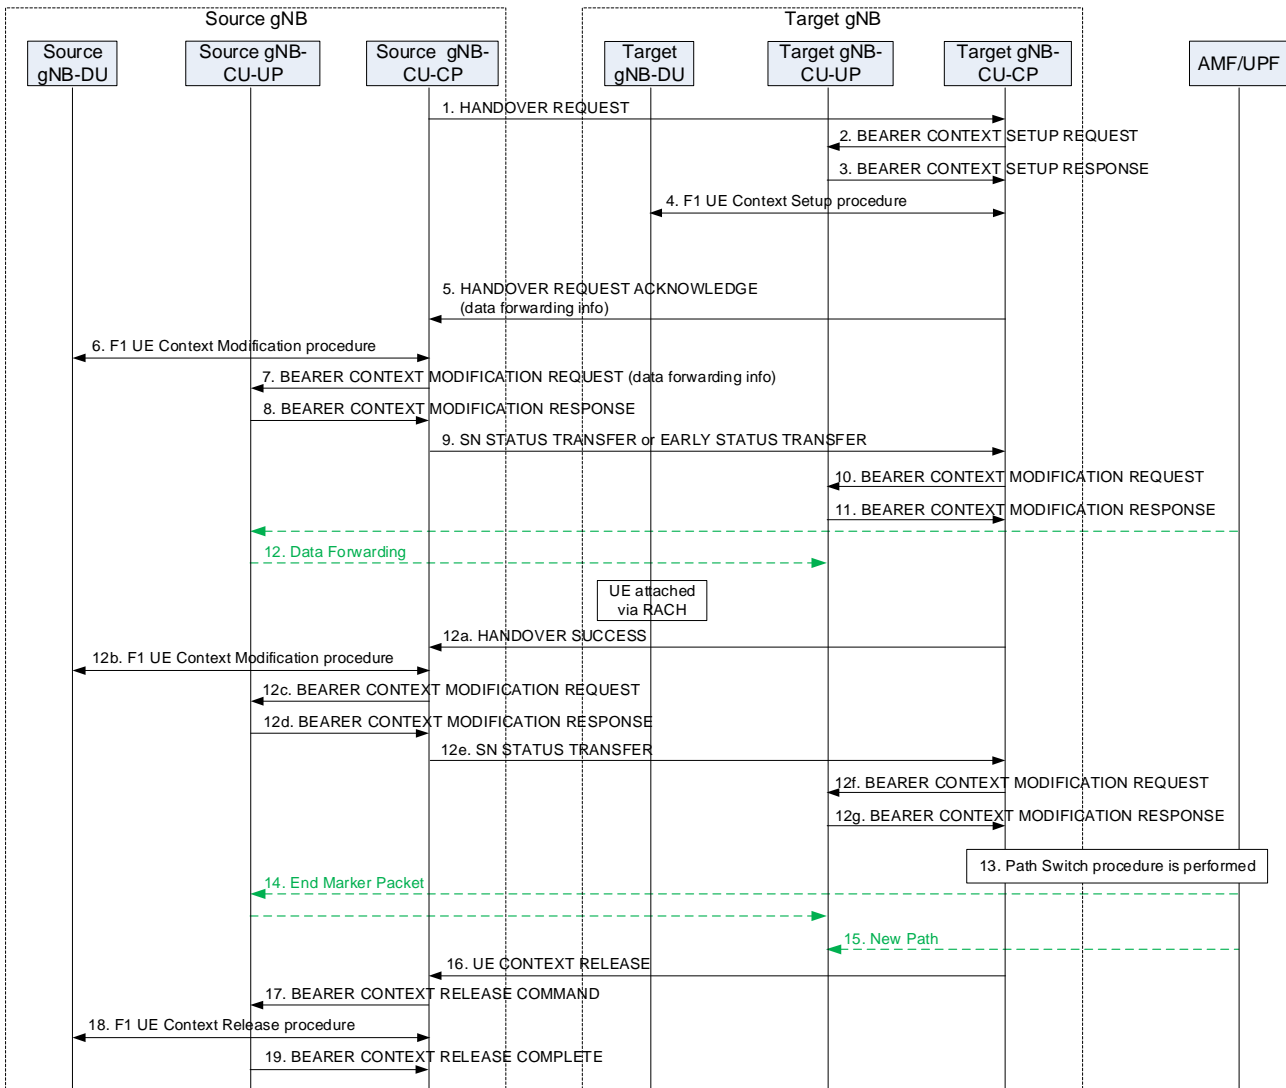 Source gNB
Target gNB
Source
gNB-DU
Source gNB-
CU-UP
Source gNB-
CU-CP
Target
gNB-DU
Target gNB-
CU-UP
Target gNB-
CU-CP
AMF/UPF
1. HANDOVER REQUEST
2. BEARER CONTEXT SETUP REQUEST
3. BEARER CONTEXT SETUP RESPONSE
4. F1 UE Context Setup procedure
5. HANDOVER REQUEST ACKNOWLEDGE
(data forwarding info)
6. F1 UE Context Modification procedure
7. BEARER CONTEXT MODIFICATION REQUEST (data forwarding info)
8. BEARER CONTEXT MODIFICATION RESPONSE
9. SN STATUS TRANSFER or EARLY STATUS TRANSFER
10. BEARER CONTEXT MODIFICATION REQUEST
11. BEARER CONTEXT MODIFICATION RESPONSE
12. Data Forwarding
UE attached
via RACH
12a. HANDOVER SUCCESS
12b. F1 UE Context Modification procedure
12c. BEARER CONTEXT MODIFICATION REQUEST
12d. BEARER CONTEXT MODIFICATION RESPONSE
12e. SN STATUS TRANSFER
12f. BEARER CONTEXT MODIFICATION REQUEST
12g. BEARER CONTEXT MODIFICATION RESPONSE
13. Path Switch procedure is performed
14. End Marker Packet
15. New Path
16. UE CONTEXT RELEASE
17. BEARER CONTEXT RELEASE COMMAND
18. F1 UE Context Release procedure
19. BEARER CONTEXT RELEASE COMPLETE